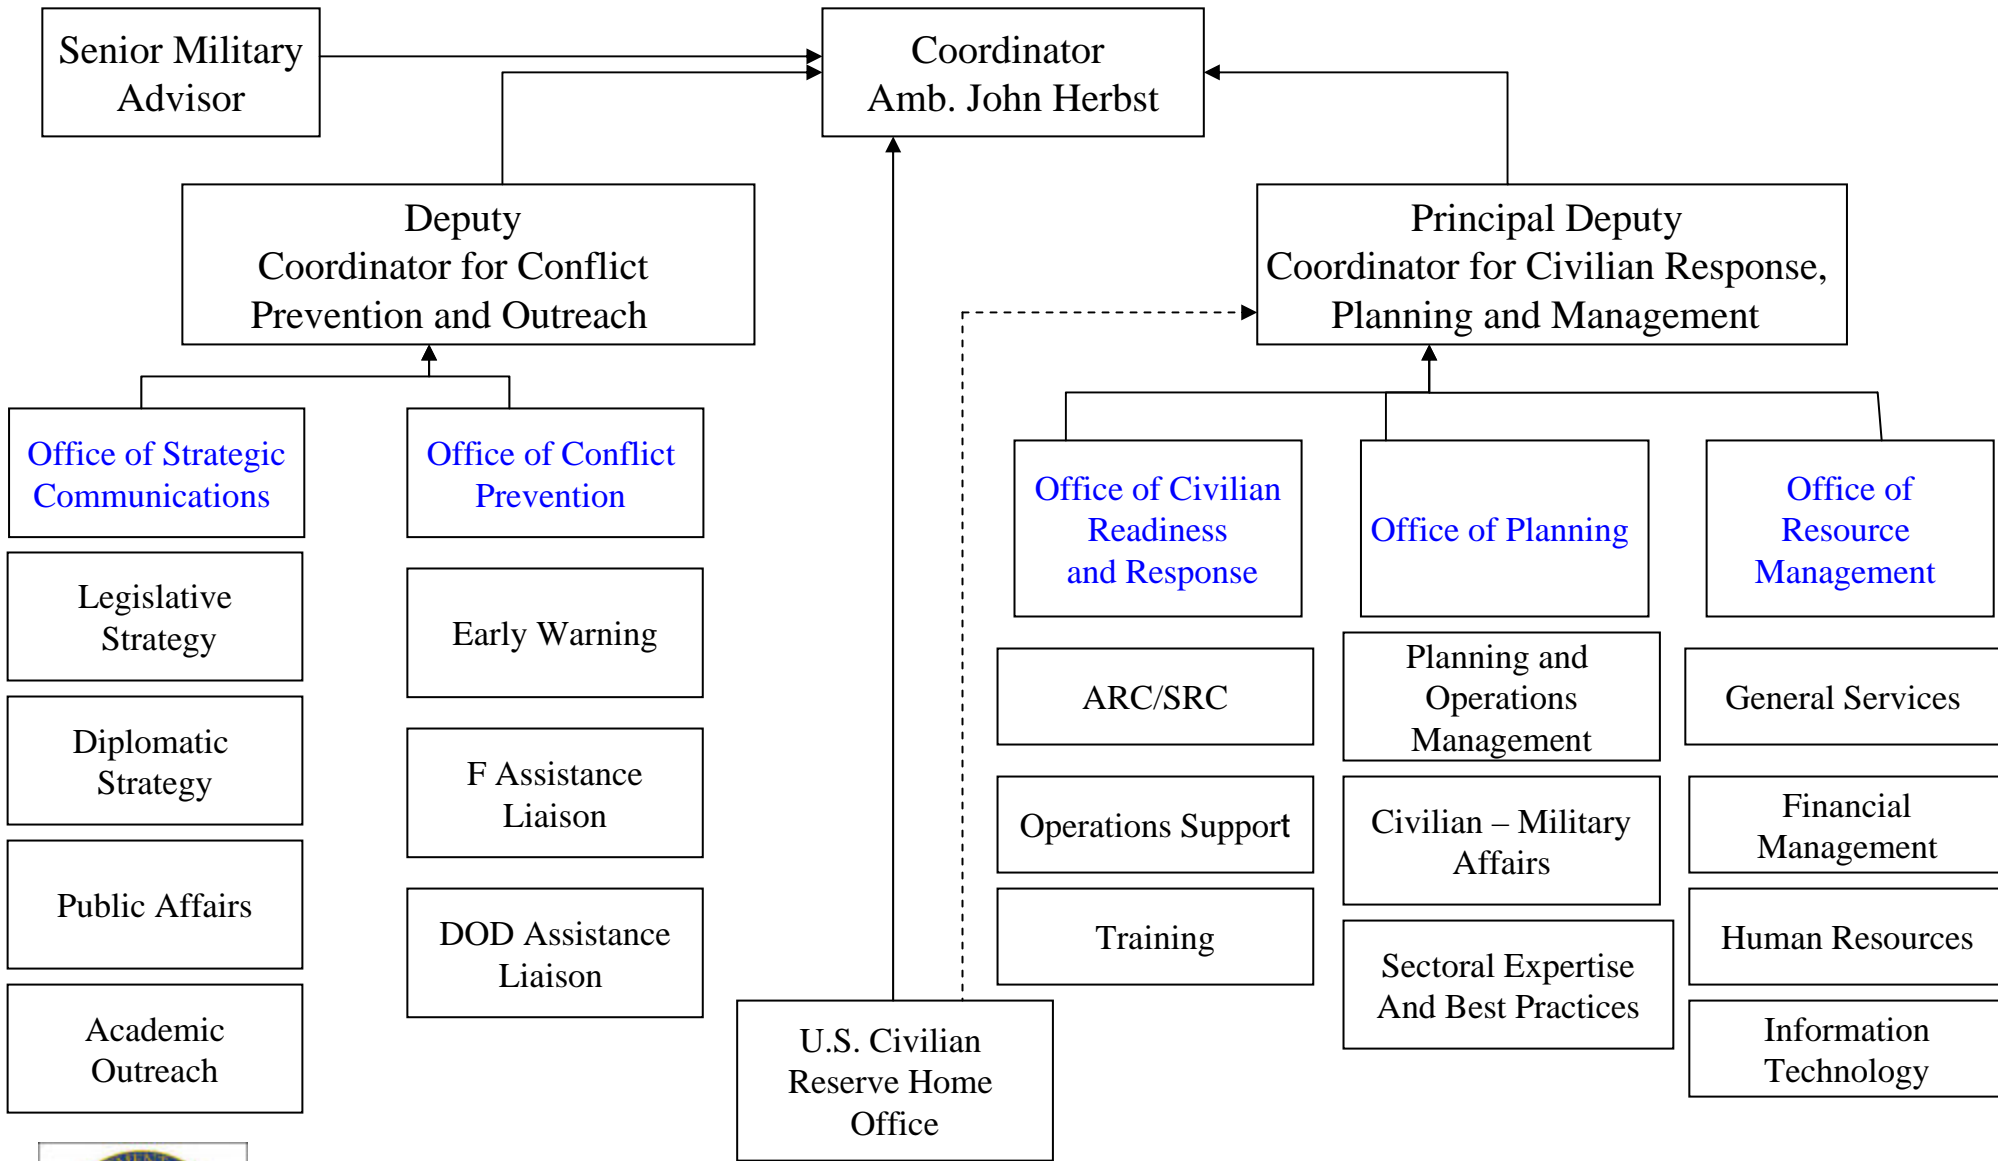 Senior Military
Advisor
Coordinator
Amb. John Herbst
Deputy
Coordinator for Conflict
Prevention and Outreach
Principal Deputy
Coordinator for Civilian Response,
Planning and Management
Office of Strategic
Communications
Legislative
Strategy
Diplomatic
Strategy
Public Affairs
Academic
Outreach
Office of Conflict
Prevention
Early Warning
F Assistance
Liaison
DOD Assistance
Liaison
U.S. Civilian
Reserve Home
Office
Office of Civilian
Readiness
and Response
ARC/SRC
Operations Support
Training
Office of Planning
Planning and
Operations
Management
Civilian – Military
Affairs
Sectoral Expertise
And Best Practices
Office of
Resource
Management
General Services
Financial
Management
Human Resources
Information
Technology